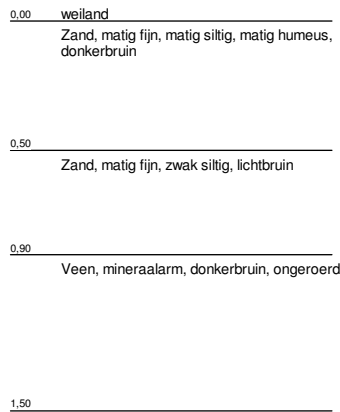 0,00 weiland
Zand, matig fijn, matig siltig, matig humeus,
donkerbruin
0,50
Zand, matig fijn, zwak siltig, lichtbruin
0,90
Veen, mineraalarm, donkerbruin, ongeroerd
1,50